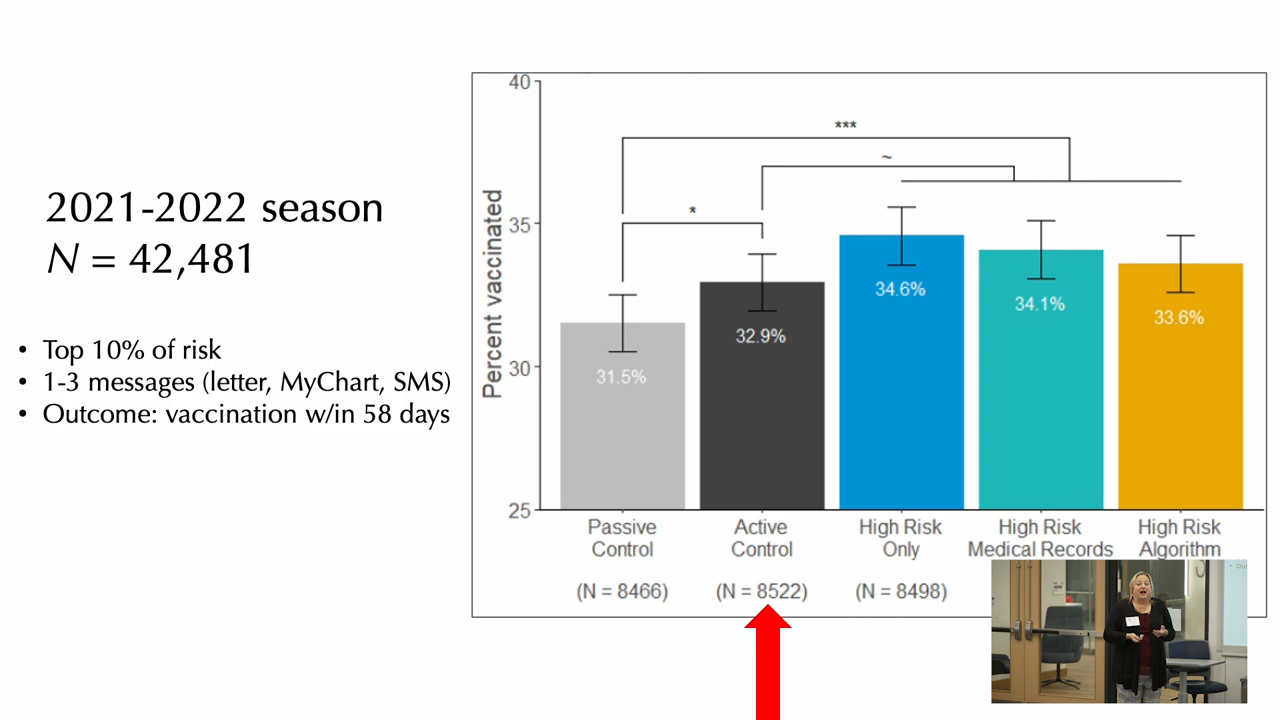 2021-2022 season
N = 42,481
• Top 10% of risk
• 1-3 messages (letter, MyChart, SMS)
• Outcome: vaccination w/in 58 days
Percent vaccinated
40
35
30
25
***
~
*
31.5%
32.9%
34.6%
34.1%
33.6%
Passive
Control
(N = 8466)
Active
Control
(N = 8522)
High Risk
Only
(N = 8498)
High Risk
Medical Records
High Risk
Algorithm